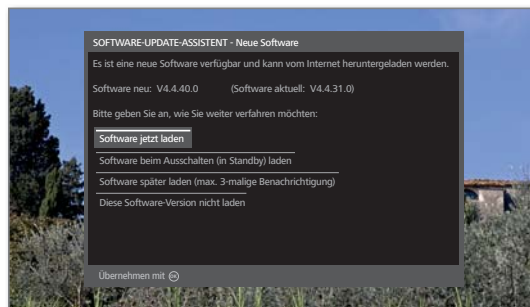 SOFTWARE-UPDATE-ASSISTENT - Neue Software
Es ist eine neue Software verfügbar und kann vom Internet heruntergeladen werden.
Software neu: V4.4.40.0 (Software aktuell: V4.4.31.0)
Bitte geben Sie an, wie Sie weiter verfahren möchten:
Software jetzt laden
Software beim Ausschalten (in Standby) laden
Software später laden (max. 3-malige Benachrichtigung)
Diese Software-Version nicht laden
Übernehmen mit OK